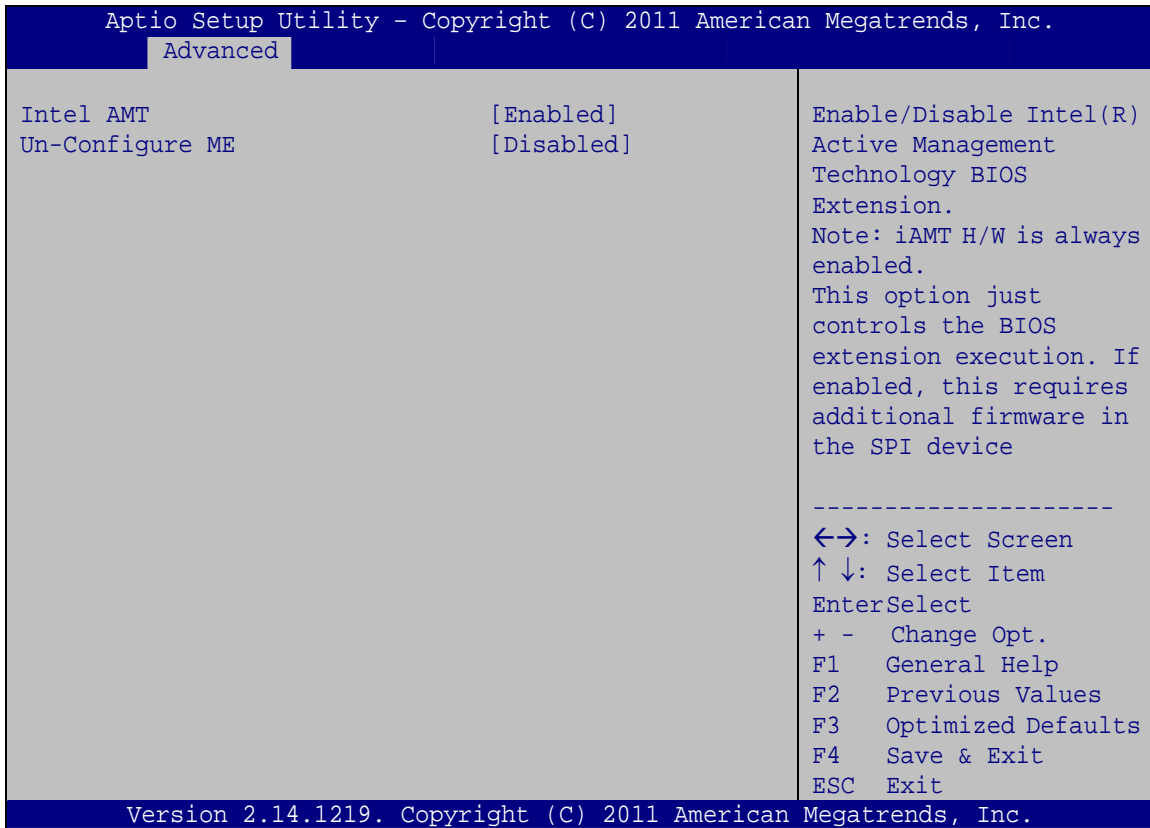 Aptio Setup Utility – Copyright (C) 2011 American Megatrends, Inc.
Advanced
Intel AMT [Enabled]
Un-Configure ME [Disabled]
Enable/Disable Intel(R)
Active Management
Technology BIOS
Extension.
Note: iAMT H/W is always
enabled.
This option just
controls the BIOS
extension execution. If
enabled, this requires
additional firmware in
the SPI device
---------------------
←→: Select Screen
↑ ↓: Select Item
EnterSelect
+ - Change Opt.
F1 General Help
F2 Previous Values
F3 Optimized Defaults
F4 Save & Exit
ESC Exit
Version 2.14.1219. Copyright (C) 2011 American Megatrends, Inc.